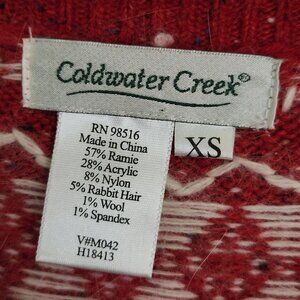 Coldwater Creek®
RN 98516
Made in China
57% Ramie
28% Acrylic
8% Nylon
5% Rabbit Hair
1% Wool
1% Spandex
V#M042
H18413
XS